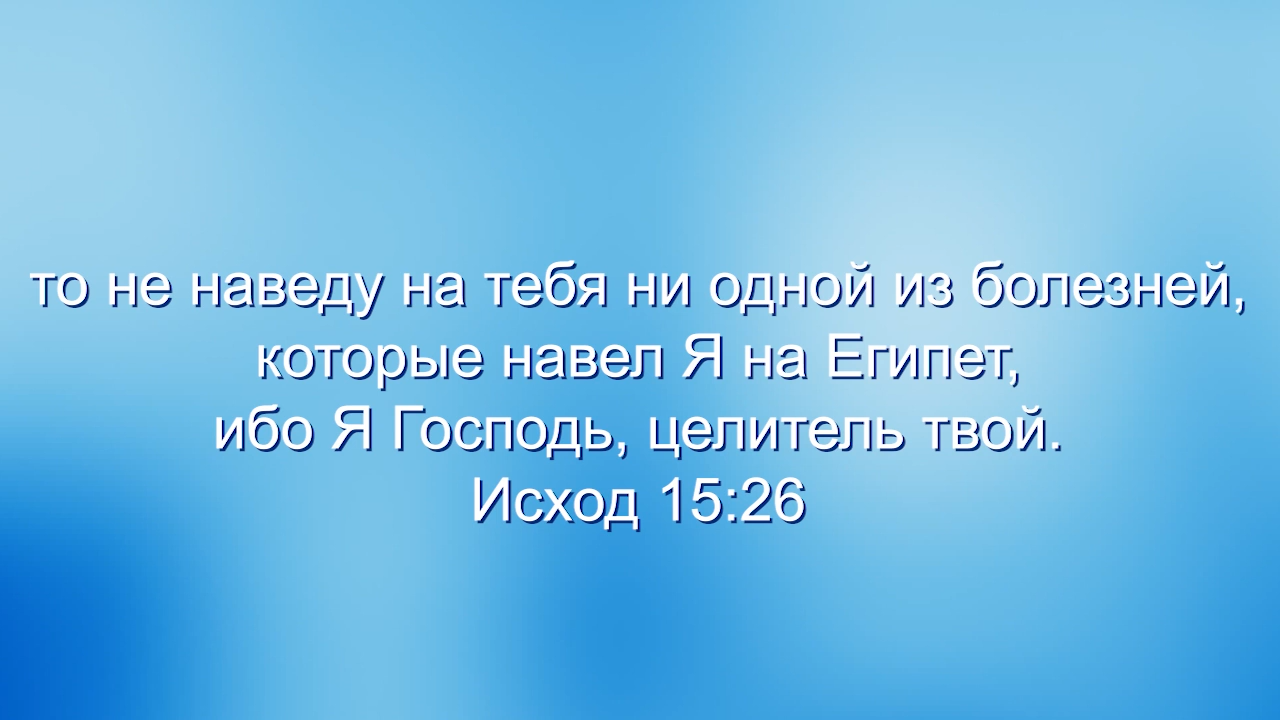 то не наведу на тебя ни одной из болезней,
которые навел Я на Египет,
ибо Я Господь, целитель твой.
Исход 15:26